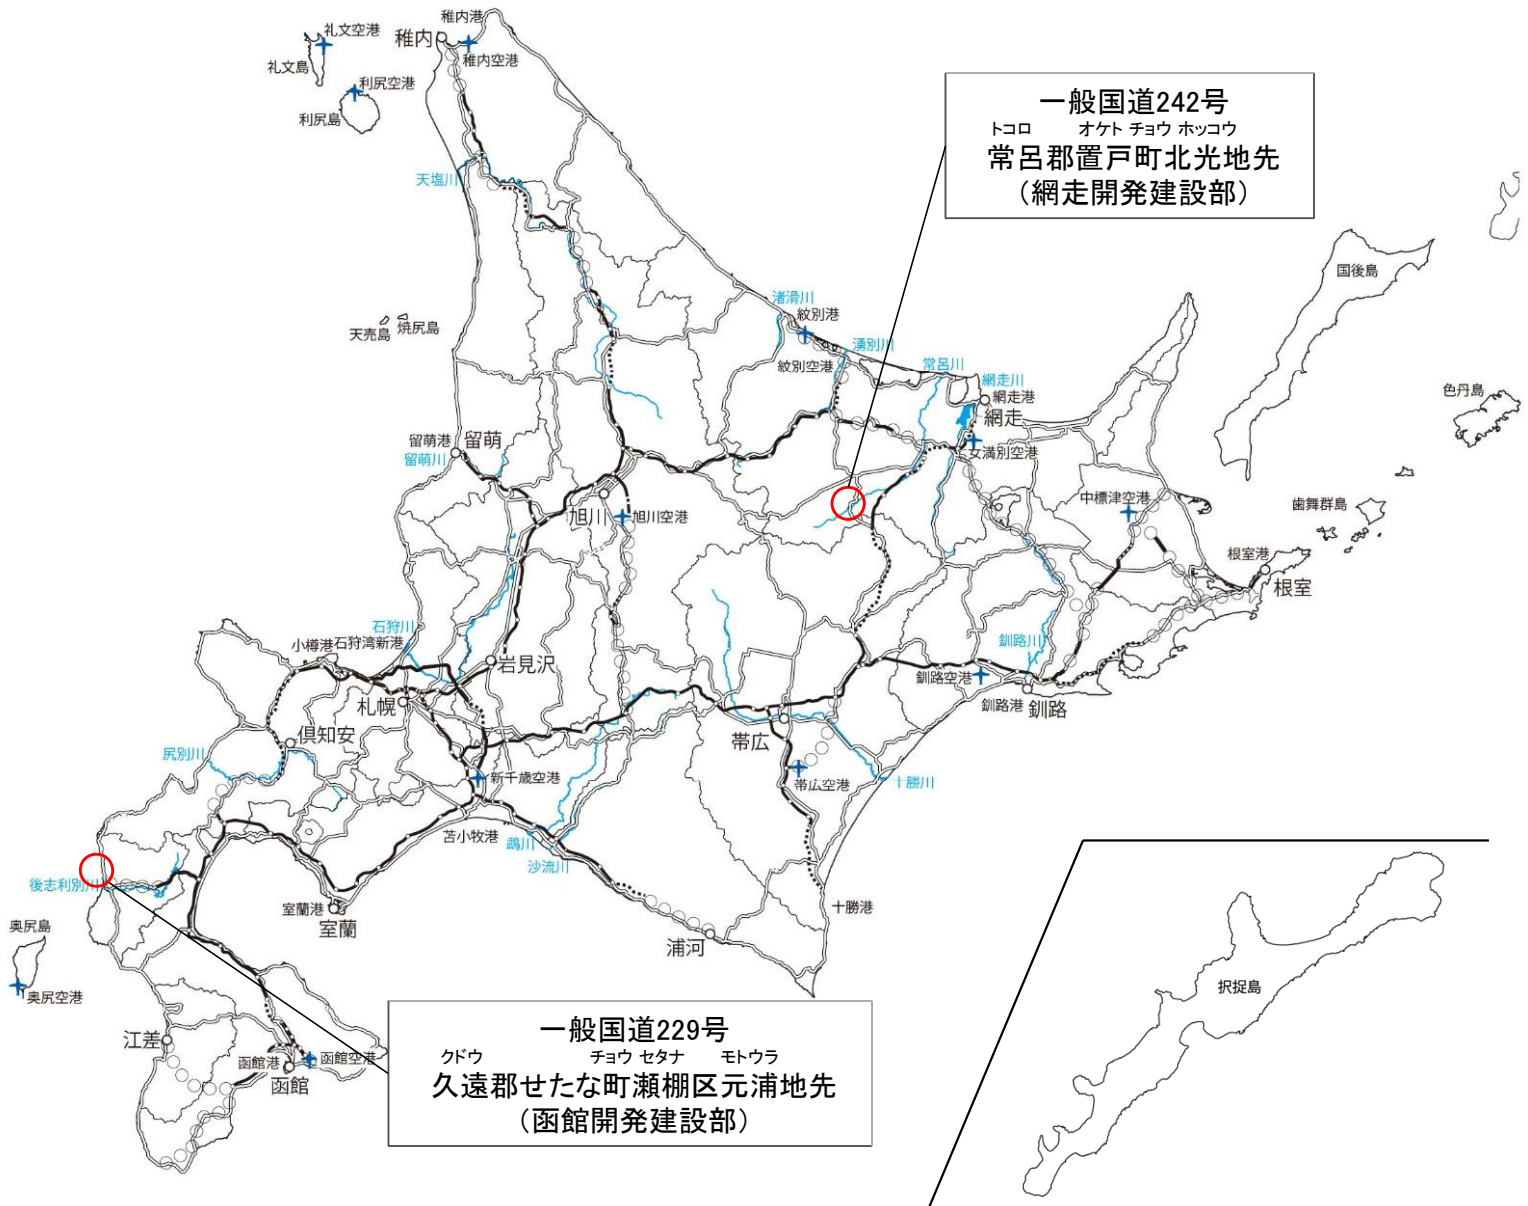 稚内港
礼文空港
稚内
稚内空港
礼文島
利尻空港
利尻島
一般国道242号
トコロ オケト チョウ ホッコウ
常呂郡置戸町北光地先
(網走開発建設部)
天塩川
国後島
渚滑川
紋別港
天売島
焼尻島
湧別川
紋別空港
常呂川
網走川
網走港
網走
色丹島
留萌港
留萌
留萌川
女満別空港
中標津空港
歯舞群島
旭川
旭川空港
根室港
根室
石狩川
小樽港
石狩湾新港
岩見沢
釧路川
札幌
釧路空港
釧路港
釧路
倶知安
帯広
尻別川
新千歳空港
帯広空港
十勝川
苫小牧港
鵡川
沙流川
後志利別川
室蘭港
室蘭
十勝港
奥尻島
浦河
奥尻空港
択捉島
一般国道229号
クドウ チョウ セタナ モトウラ
久遠郡せたな町瀬棚区元浦地先
(函館開発建設部)
江差
函館港
函館空港
函館